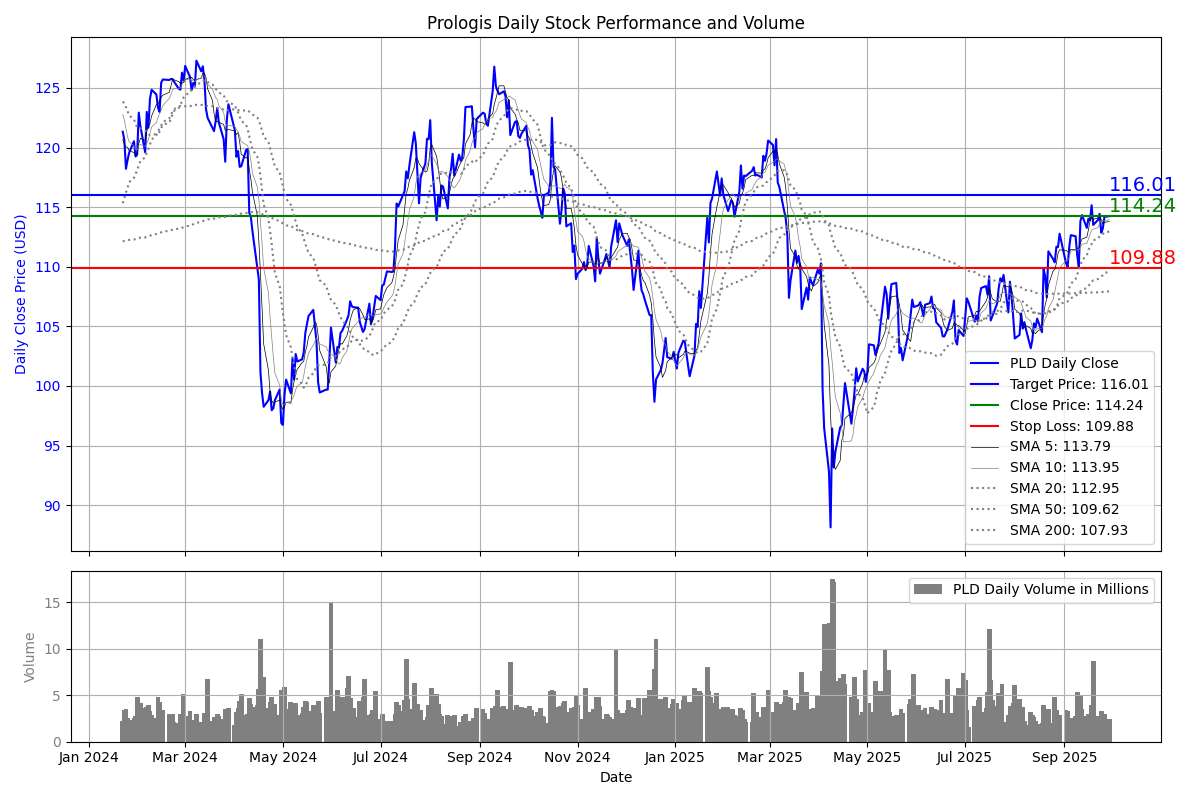 Prologis Daily Stock Performance and Volume
Daily Close Price (USD)
125
120
115
110
105
100
95
90
116.01
114.24
109.88
PLD Daily Close
Target Price: 116.01
Close Price: 114.24
Stop Loss: 109.88
SMA 5: 113.79
SMA 10: 113.95
SMA 20: 112.95
SMA 50: 109.62
SMA 200: 107.93
Volume
15
10
5
0
PLD Daily Volume in Millions
Jan 2024 Mar 2024 May 2024 Jul 2024 Sep 2024 Nov 2024 Jan 2025 Mar 2025 May 2025 Jul 2025 Sep 2025
Date